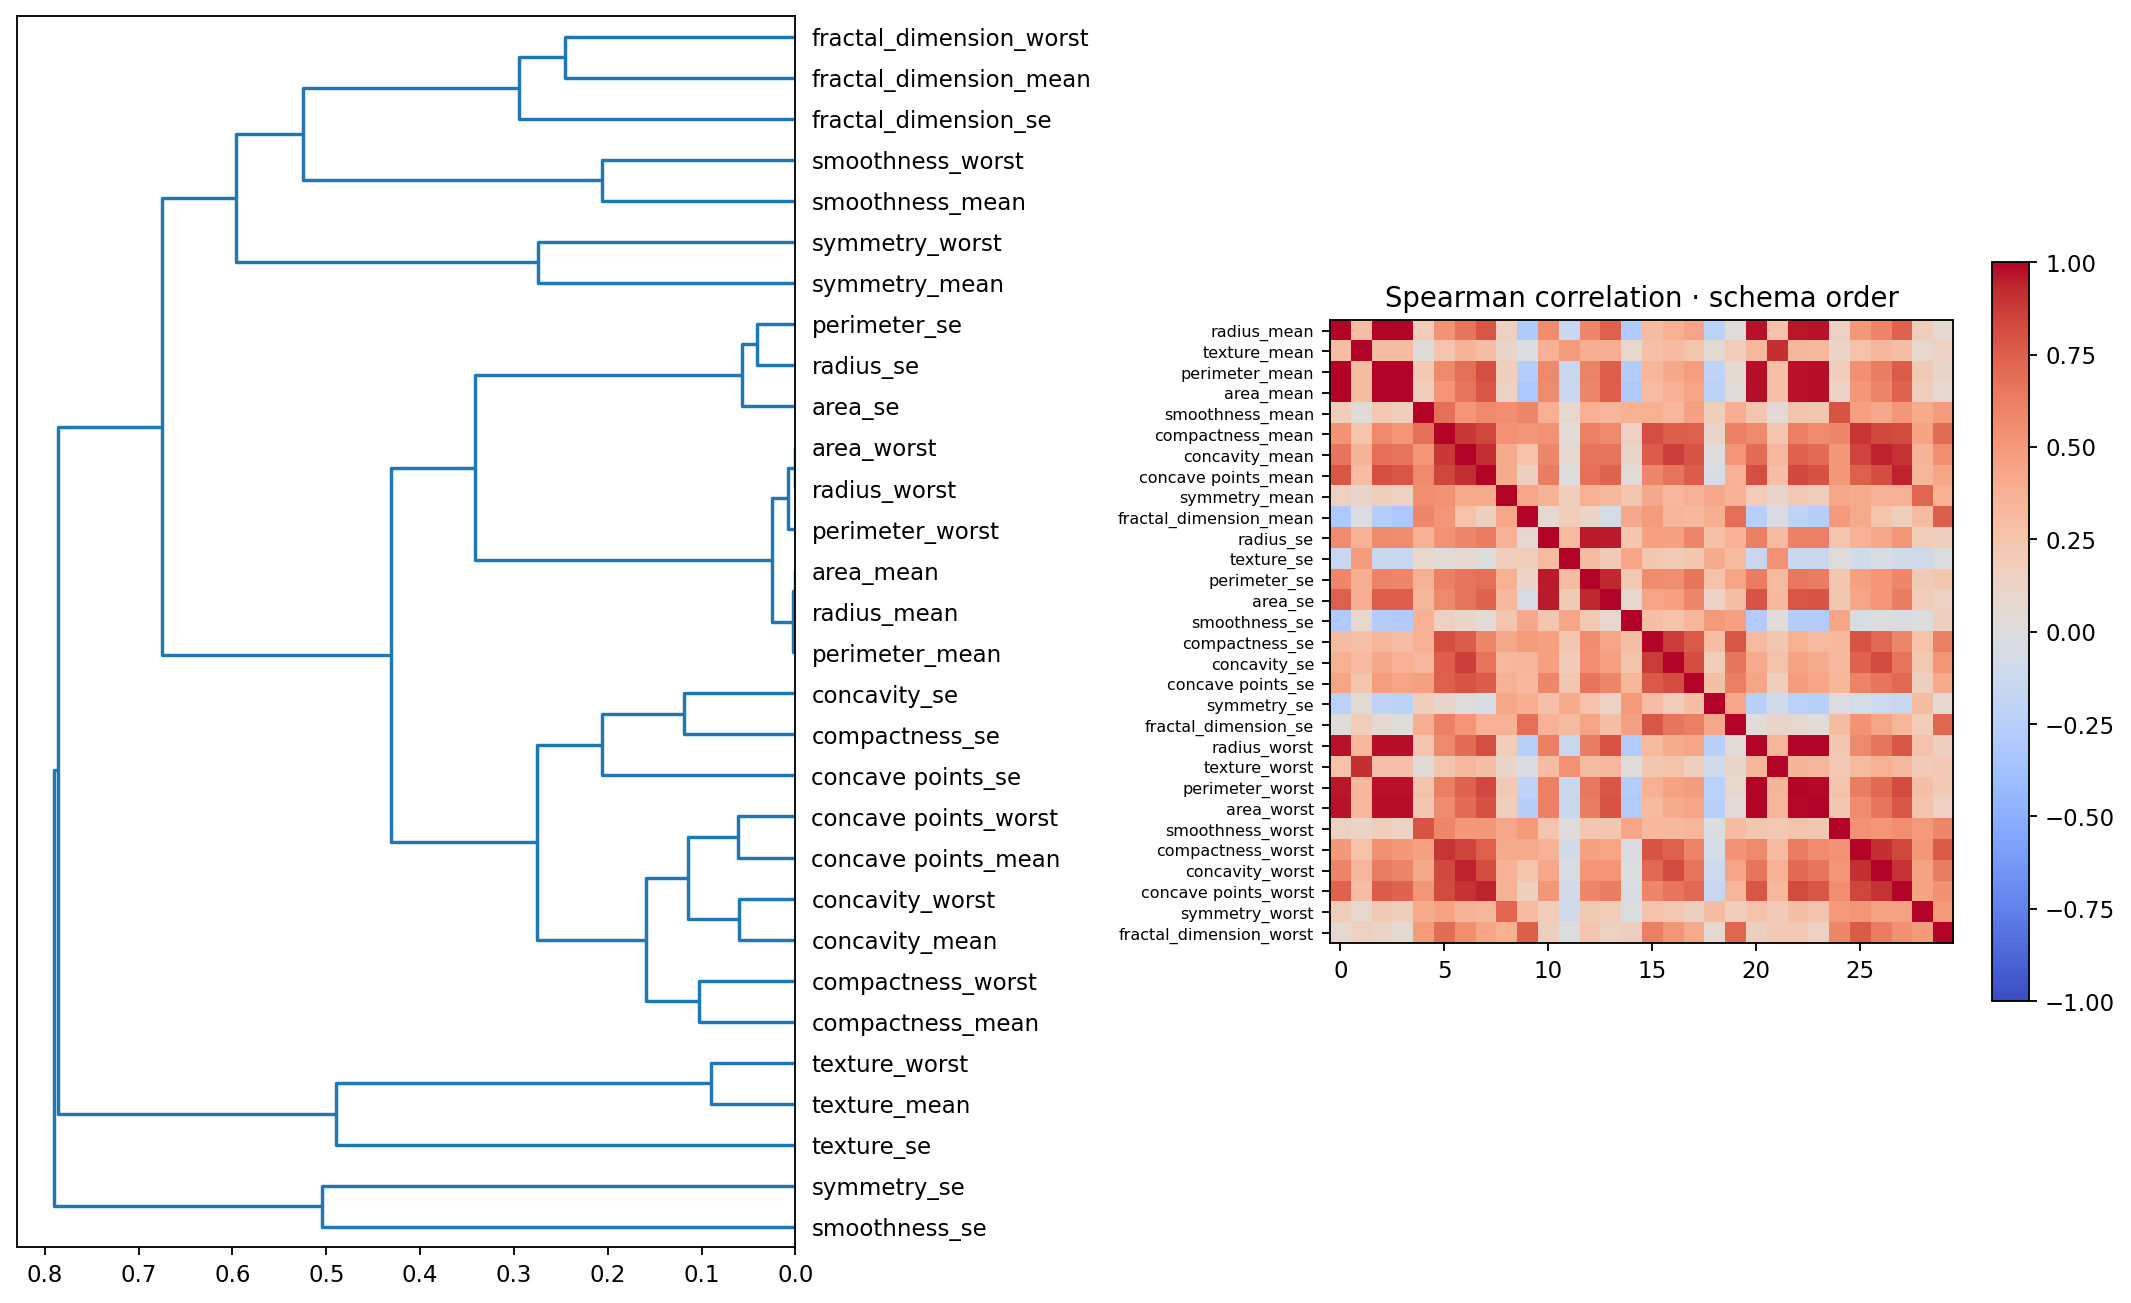 fractal_dimension_worst
fractal_dimension_mean
fractal_dimension_se
smoothness_worst
smoothness_mean
symmetry_worst
symmetry_mean
perimeter_se
radius_se
area_se
area_worst
radius_worst
perimeter_worst
area_mean
radius_mean
perimeter_mean
concavity_se
compactness_se
concave points_se
concave points_worst
concave points_mean
concavity_worst
concavity_mean
compactness_worst
compactness_mean
texture_worst
texture_mean
texture_se
symmetry_se
smoothness_se
0.8 0.7 0.6 0.5 0.4 0.3 0.2 0.1 0.0
Spearman correlation · schema order
radius_mean
texture_mean
perimeter_mean
area_mean
smoothness_mean
compactness_mean
concavity_mean
concave points_mean
symmetry_mean
fractal_dimension_mean
radius_se
texture_se
perimeter_se
area_se
smoothness_se
compactness_se
concavity_se
concave points_se
symmetry_se
fractal_dimension_se
radius_worst
texture_worst
perimeter_worst
area_worst
smoothness_worst
compactness_worst
concavity_worst
concave points_worst
symmetry_worst
fractal_dimension_worst
0 5 10 15 20 25
1.00
0.75
0.50
0.25
0.00
−0.25
−0.50
−0.75
−1.00